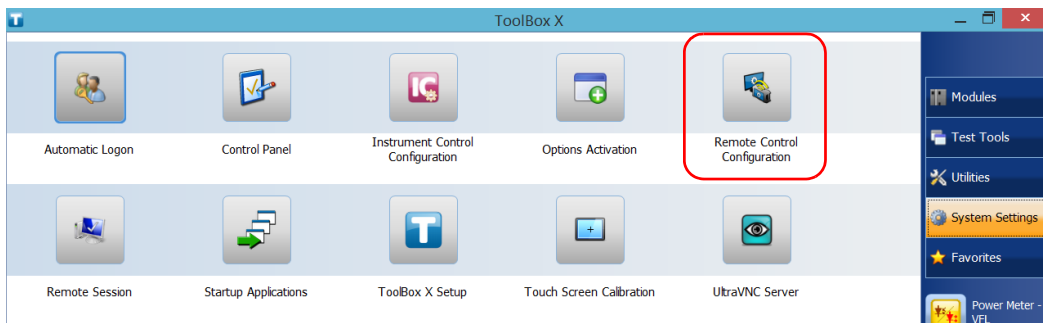 ToolBox X
Automatic Logon
Control Panel
Instrument Control
Configuration
Options Activation
Remote Control
Configuration
Remote Session
Startup Applications
ToolBox X Setup
Touch Screen Calibration
UltraVNC Server
Modules
Test Tools
Utilities
System Settings
Favorites
Power Meter -
VFL